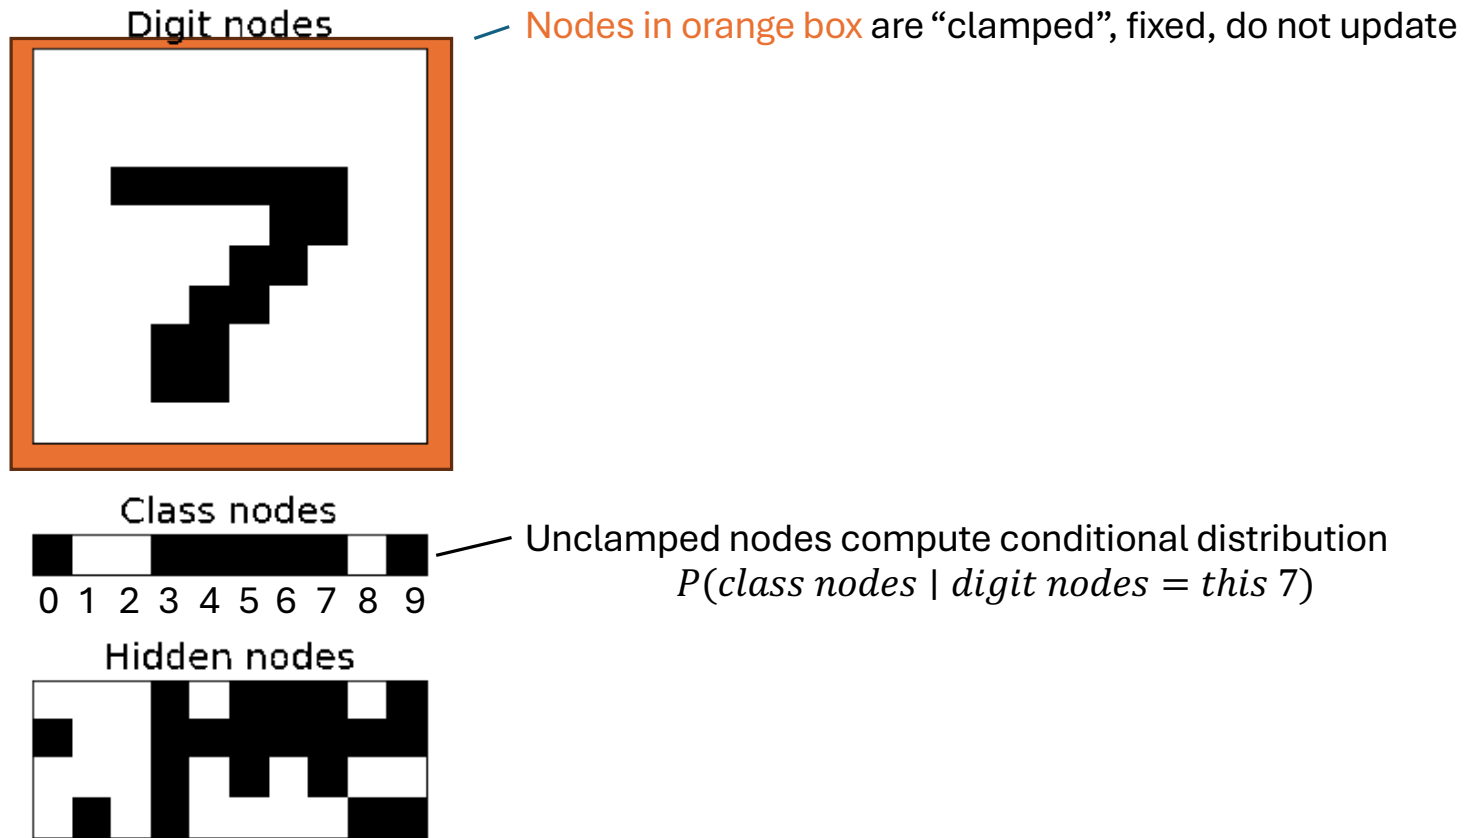 Digit nodes
Nodes in orange box are “clamped”, fixed, do not update
Class nodes
0 1 2 3 4 5 6 7 8 9
Unclamped nodes compute conditional distribution
P(class nodes | digit nodes = this 7)
Hidden nodes